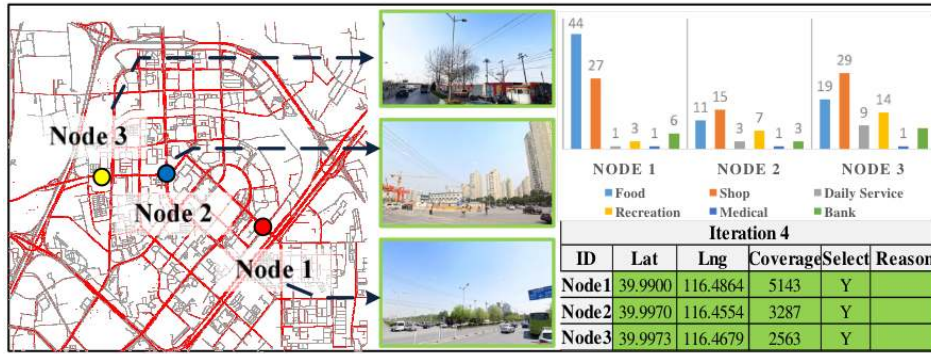 Node 3
Node 2
Node 1
44
27
1
3
1
6
11
15
3
7
1
3
19
29
9
14
1
NODE 1
NODE 2
NODE 3
Food
Shop
Daily Service
Recreation
Medical
Bank
Iteration 4
ID Lat Lng Coverage Select Reason
Node1 39.9900 116.4864 5143 Y
Node2 39.9970 116.4554 3287 Y
Node3 39.9973 116.4679 2563 Y